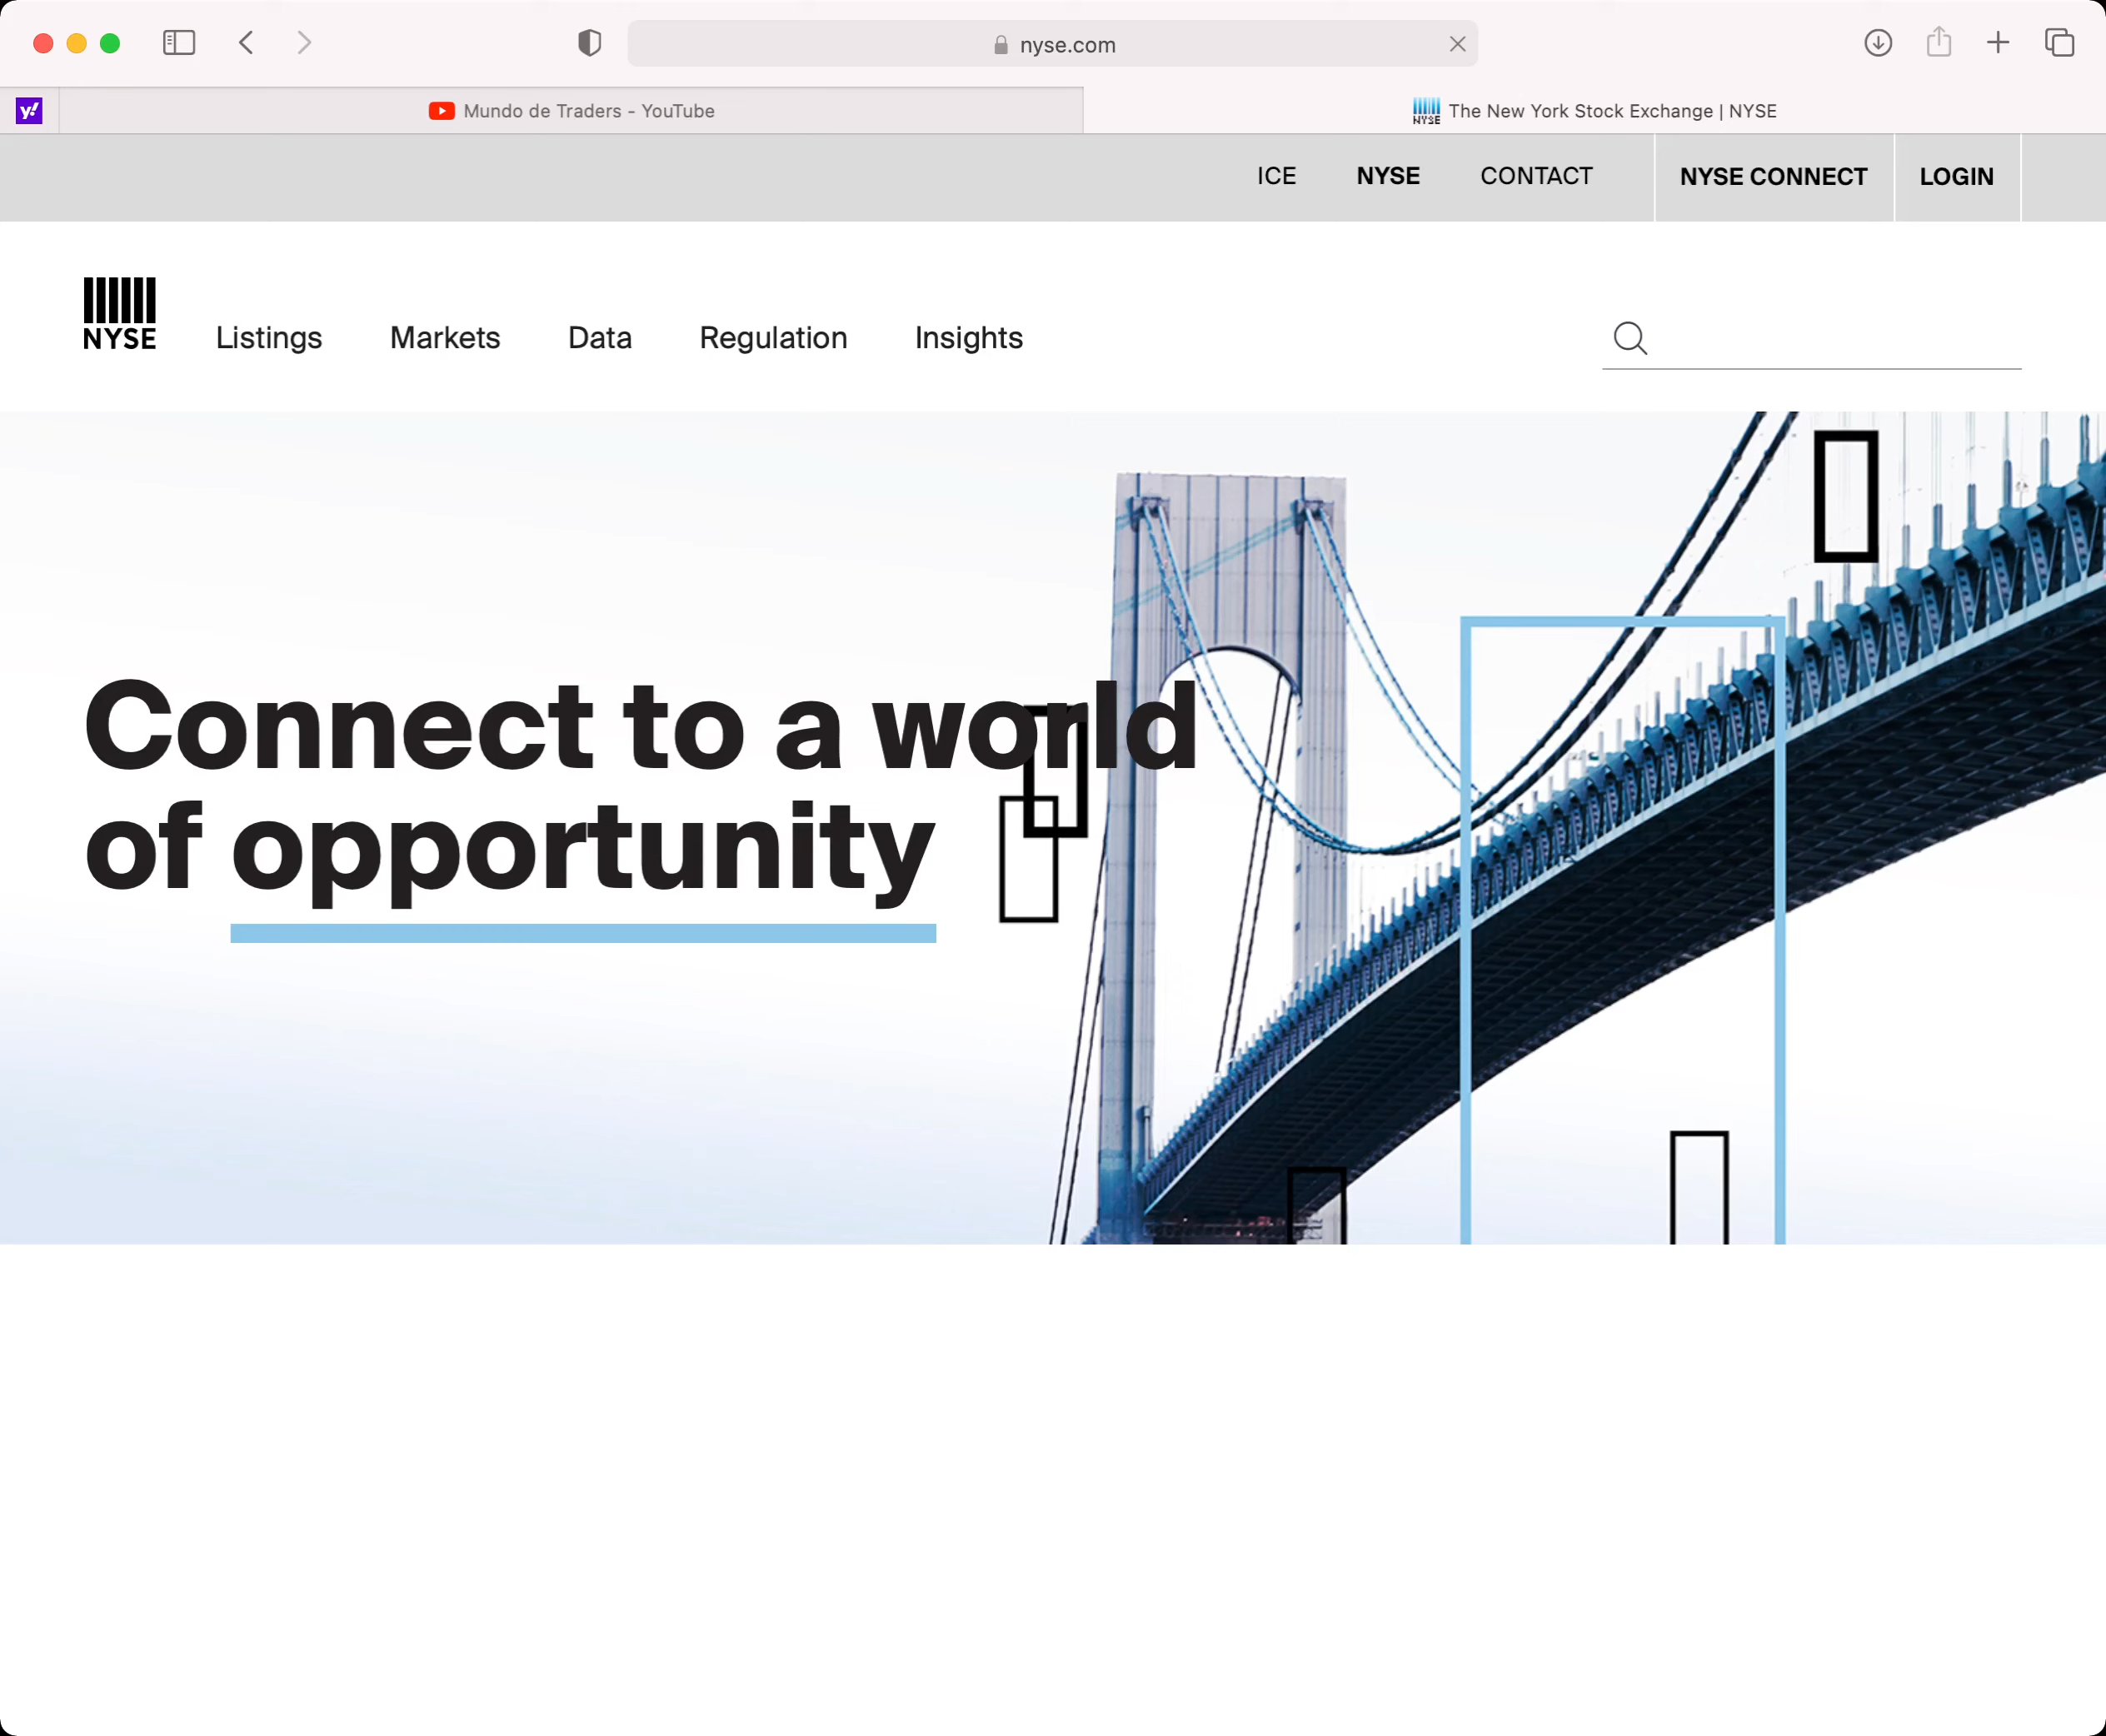 nyse.com
y!
Mundo de Traders - YouTube
NYSE
The New York Stock Exchange | NYSE
ICE
NYSE
CONTACT
NYSE CONNECT
LOGIN
NYSE
Listings
Markets
Data
Regulation
Insights
Connect to a world
of opportunity